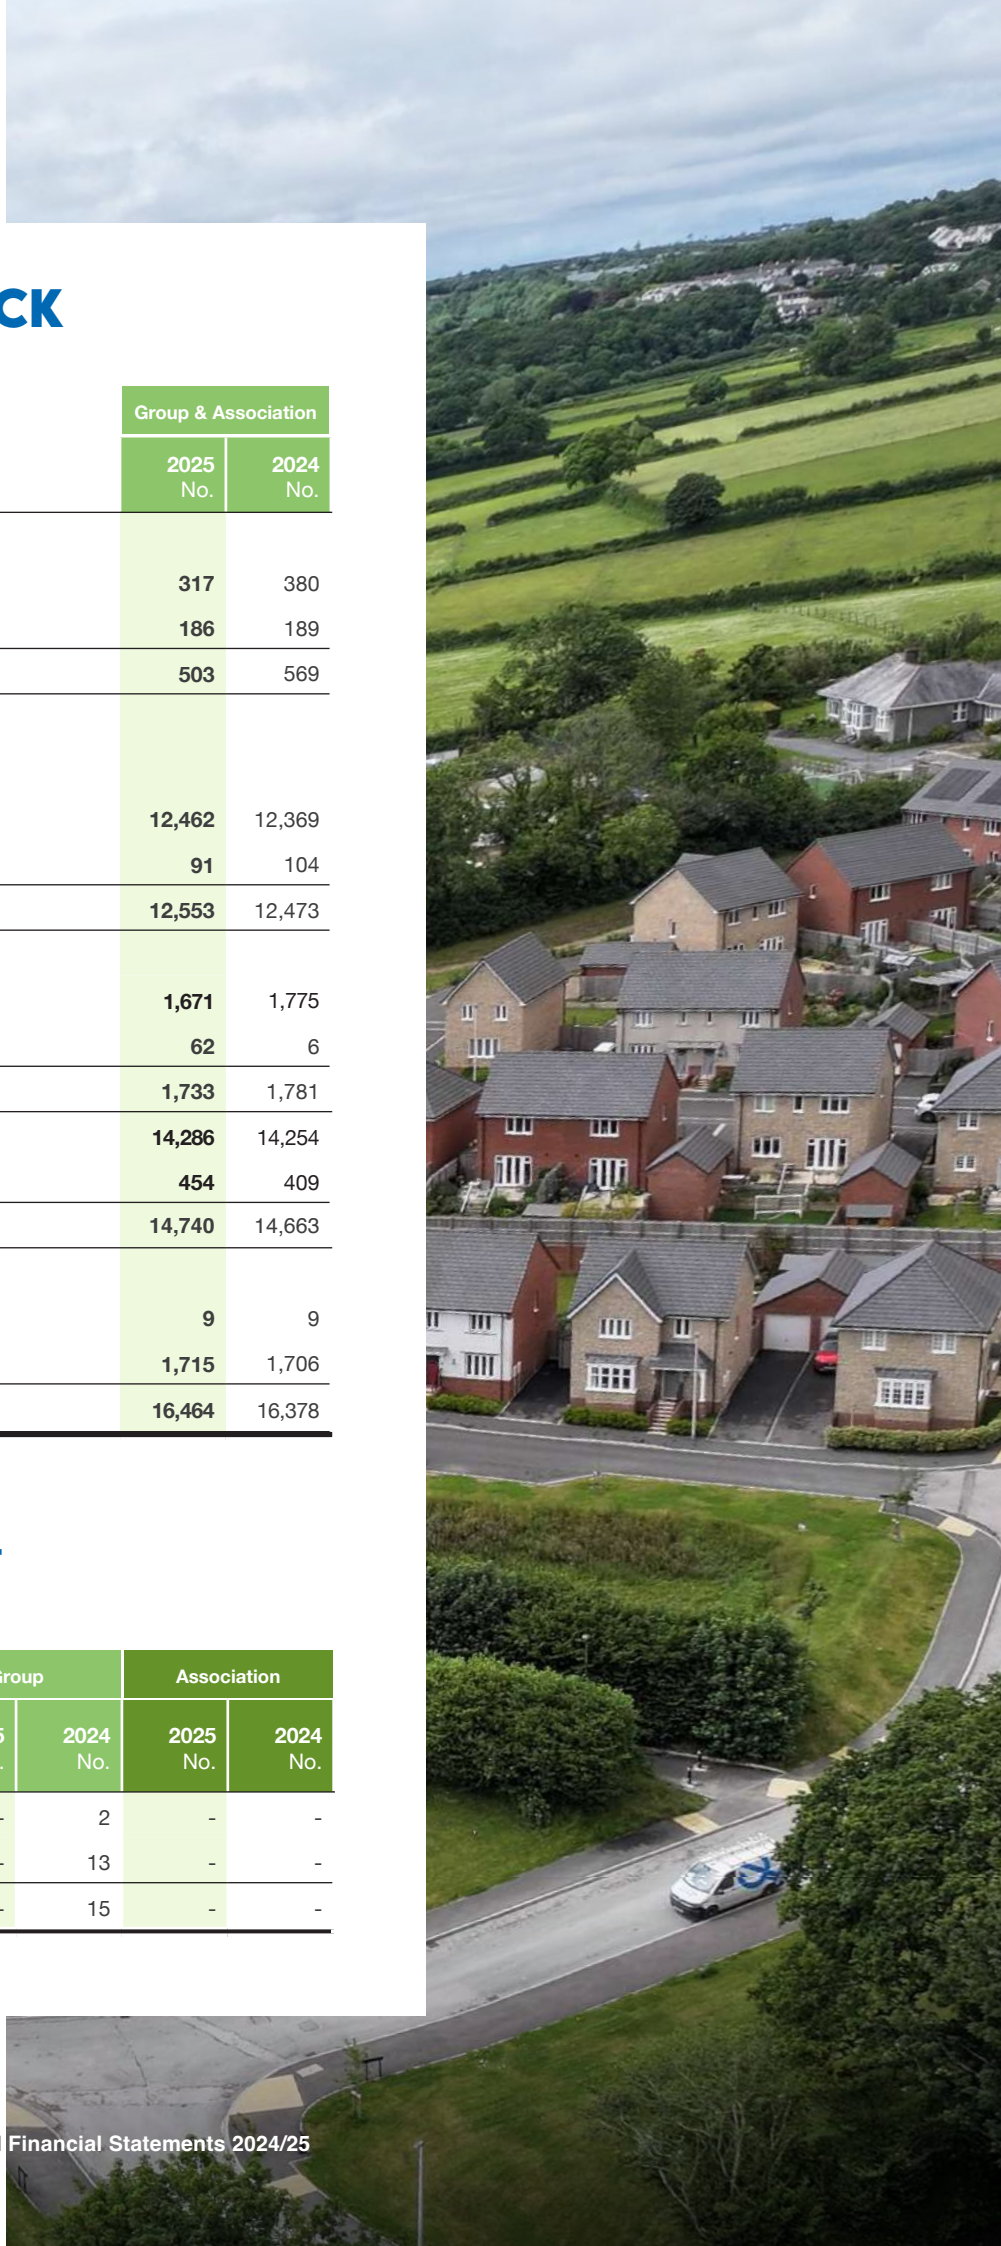 CK
Group & Association
2025 2024
No. No.
317 380
186 189
503 569
12,462 12,369
91 104
12,553 12,473
1,671 1,775
62 6
1,733 1,781
14,286 14,254
454 409
14,740 14,663
9 9
1,715 1,706
16,464 16,378
Group Association
5 2024 2025 2024
. No. No. No.
- 2 - -
- 13 - -
- 15 - -
Financial Statements 2024/25